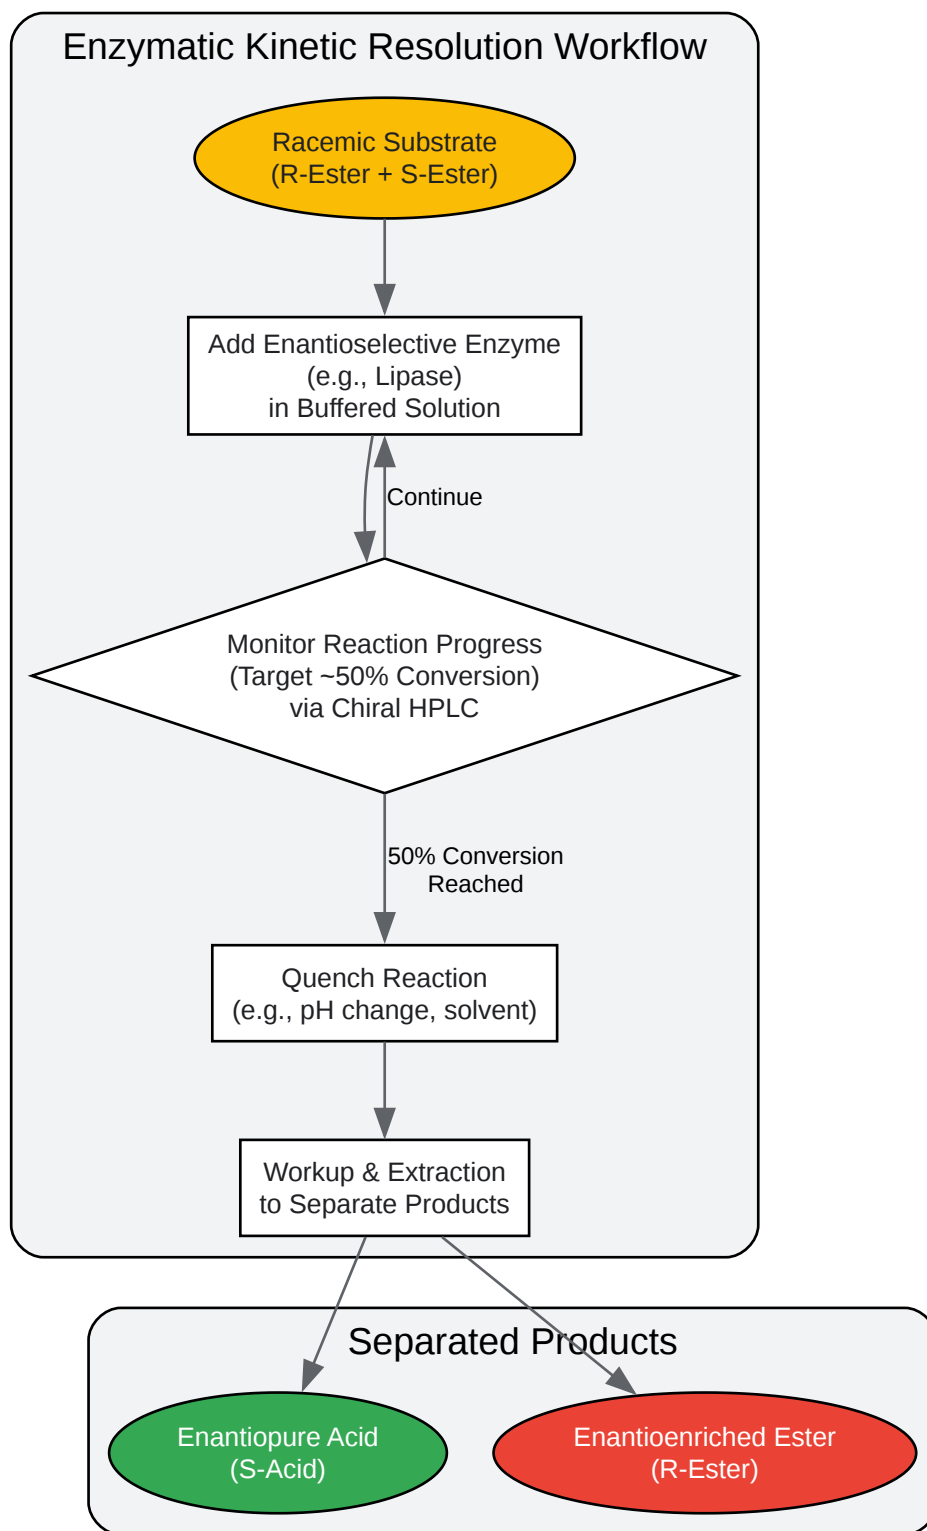 Enzymatic Kinetic Resolution Workflow
Racemic Substrate
(R-Ester + S-Ester)
Add Enantioselective Enzyme
(e.g., Lipase)
in Buffered Solution
Continue
Monitor Reaction Progress
(Target ~50% Conversion)
via Chiral HPLC
50% Conversion
Reached
Quench Reaction
(e.g., pH change, solvent)
Workup & Extraction
to Separate Products
Separated Products
Enantiopure Acid
(S-Acid)
Enantioenriched Ester
(R-Ester)